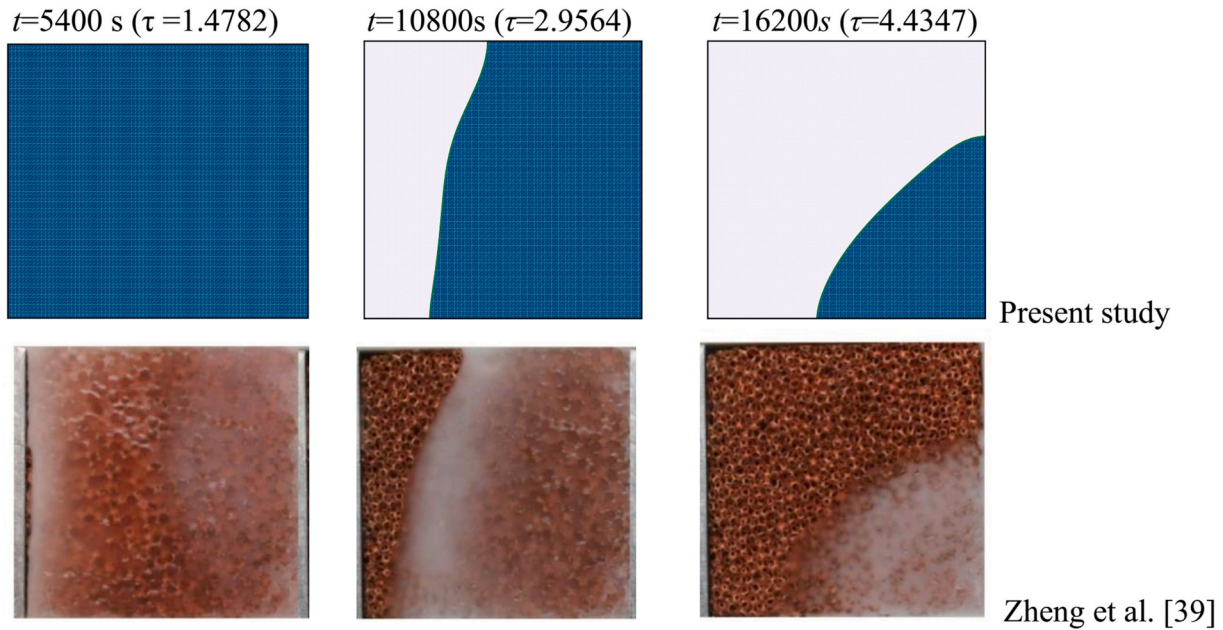 t=5400 s (τ =1.4782)
t=10800s (τ=2.9564)
t=16200s (τ=4.4347)
Present study
Zheng et al. [39]